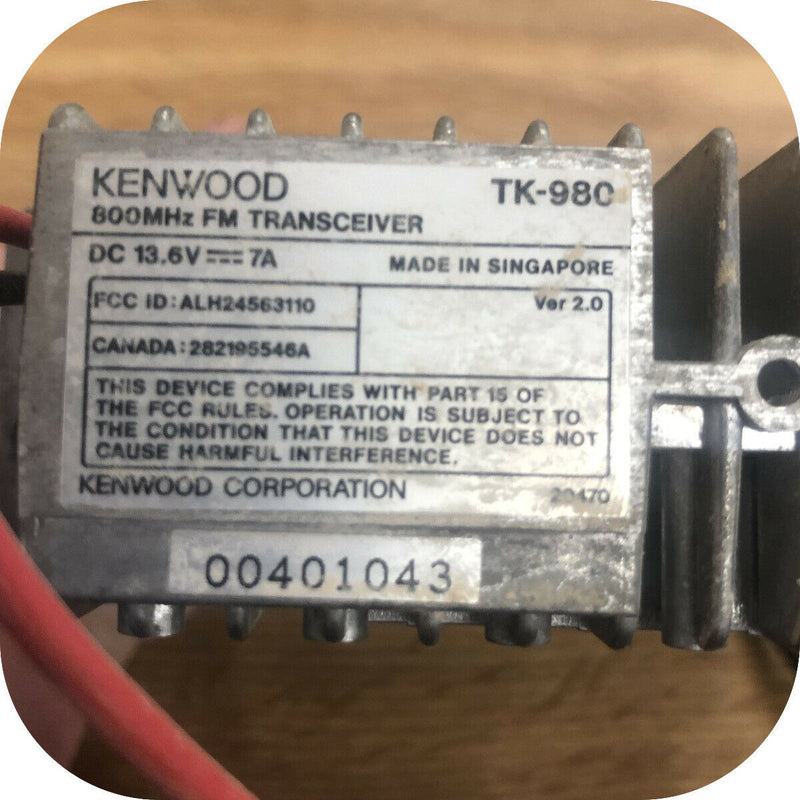 KENWOOD TK-980
800MHz FM TRANSCEIVER
DC 13.6V⎓7A MADE IN SINGAPORE
FCC ID: ALH24563110 Ver 2.0
CANADA: 282195546A
THIS DEVICE COMPLIES WITH PART 15 OF
THE FCC RULES. OPERATION IS SUBJECT TO
THE CONDITION THAT THIS DEVICE DOES NOT
CAUSE HARMFUL INTERFERENCE.
KENWOOD CORPORATION 20470
00401043